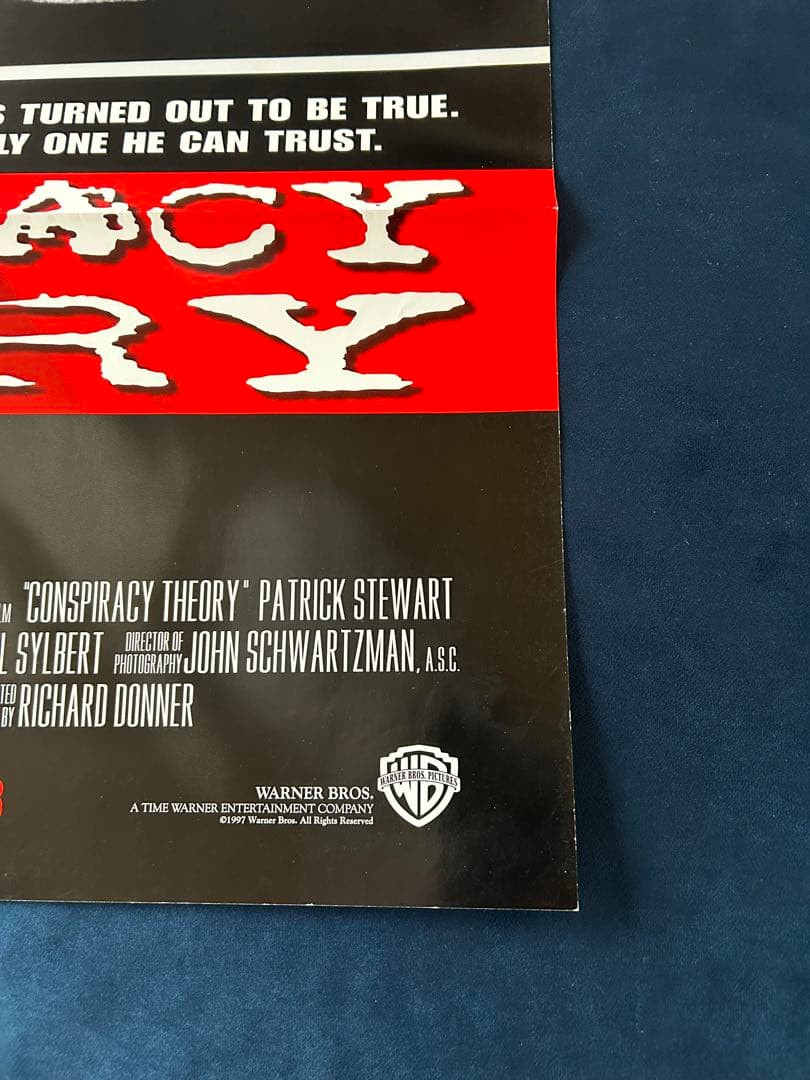 TURNED OUT TO BE TRUE.
LY ONE HE CAN TRUST.
ACY
RY
LM "CONSPIRACY THEORY" PATRICK STEWART
L SYLBERT DIRECTOR OF PHOTOGRAPHY JOHN SCHWARTZMAN, A.S.C.
TED BY RICHARD DONNER
WARNER BROS. PICTURES
WB
WARNER BROS.
A TIME WARNER ENTERTAINMENT COMPANY
©1997 Warner Bros. All Rights Reserved